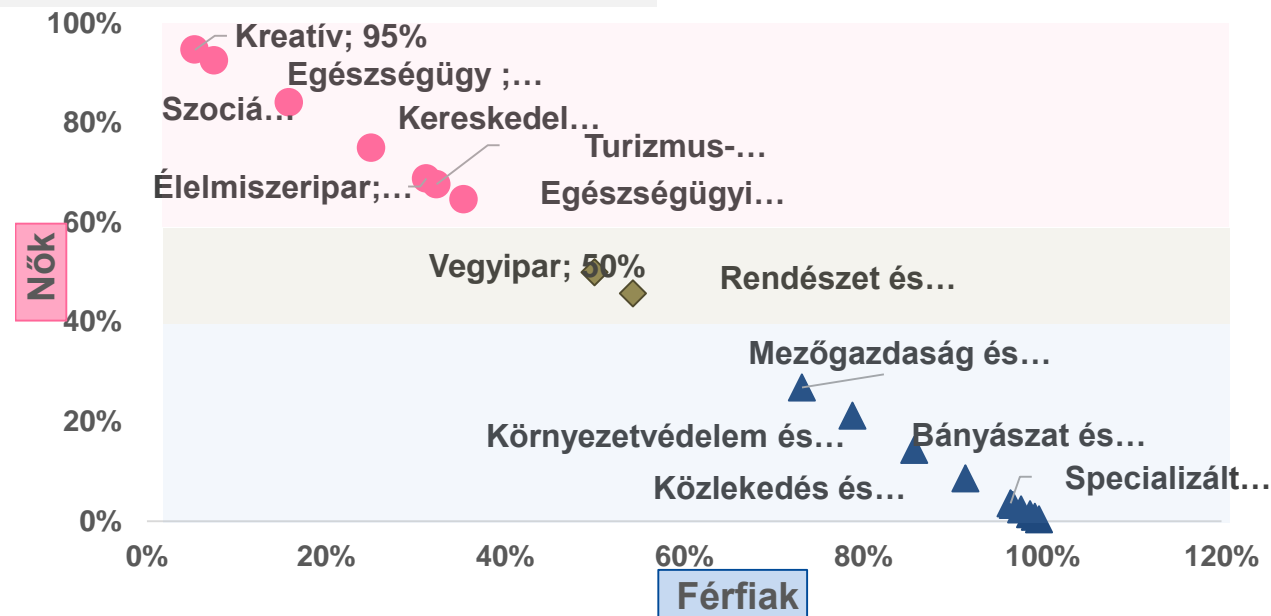 100%
Kreatív; 95%
Egészségügy ;…
80%
Szociá…
Kereskedel…
Turizmus-…
Élelmiszeripar;…
Egészségügyi…
60%
Nők
Vegyipar; 50%
Rendészet és…
40%
Mezőgazdaság és…
20%
Környezetvédelem és…
Bányászat és…
Közlekedés és…
Specializált…
0%
0%
20%
40%
60%
80%
100%
120%
Férfiak